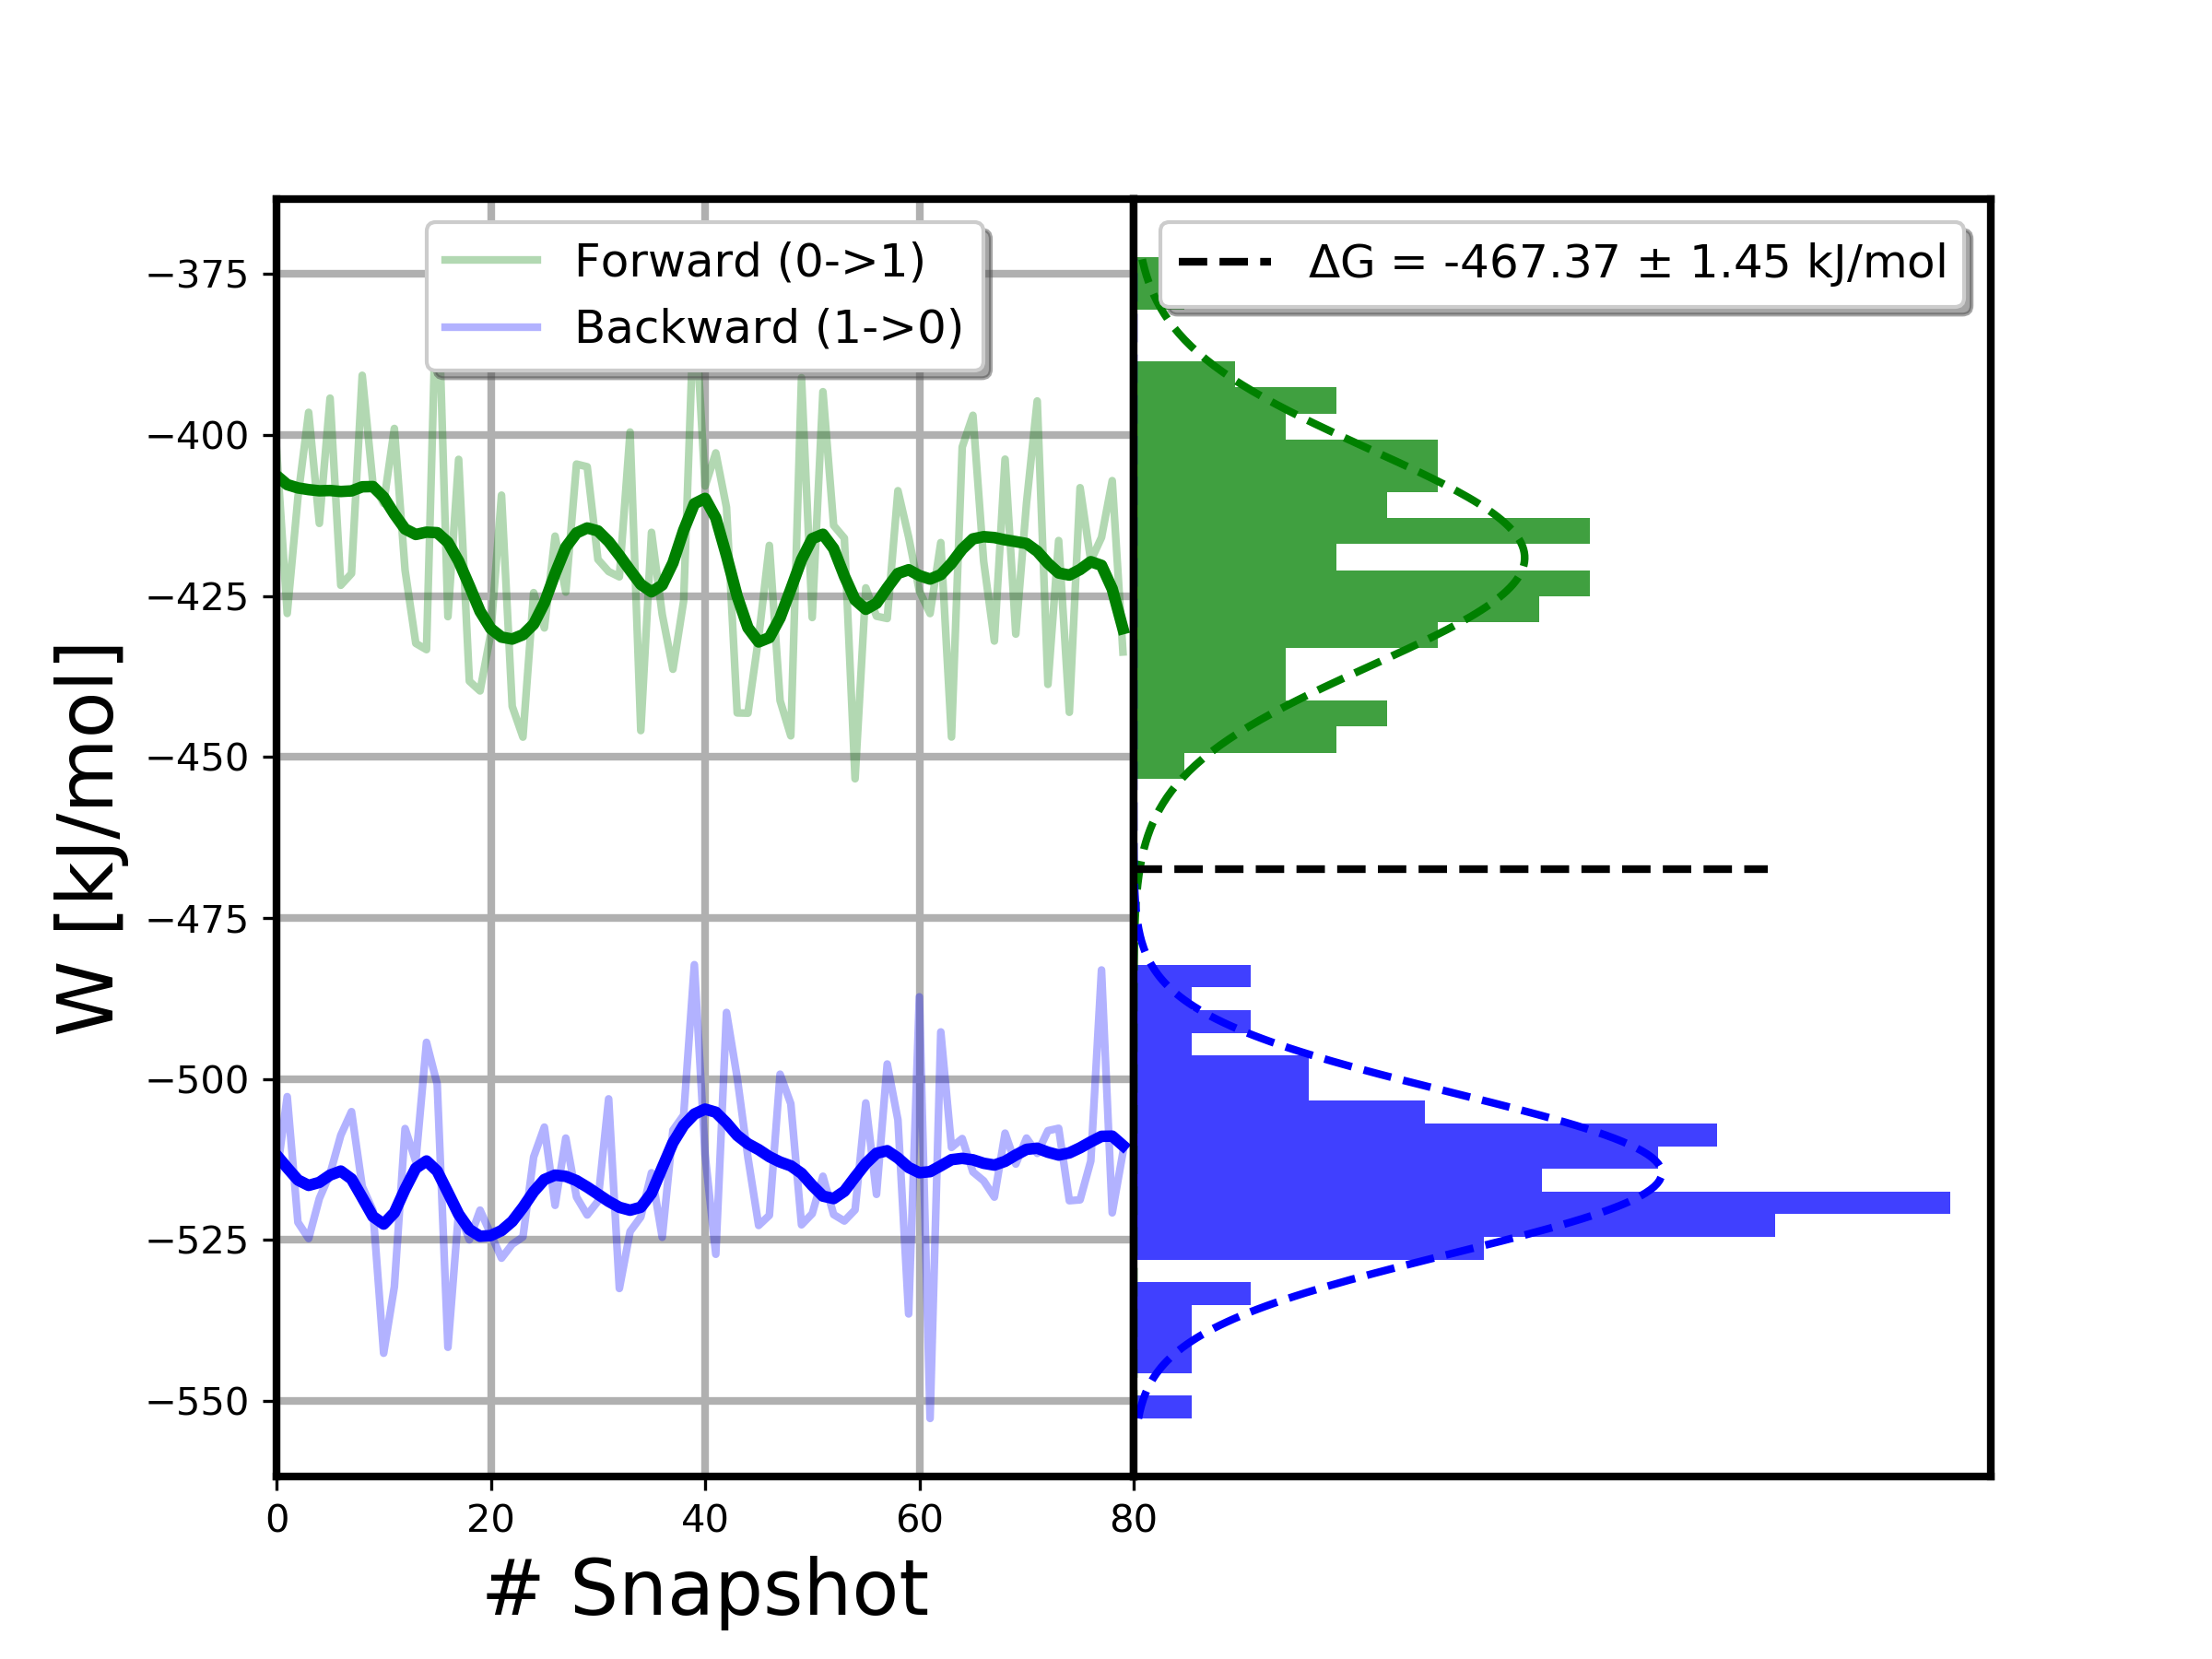 Forward (0->1)
Backward (1->0)
ΔG = -467.37 ± 1.45 kJ/mol
W [kJ/mol]
−375
−400
−425
−450
−475
−500
−525
−550
0 20 40 60 80
# Snapshot